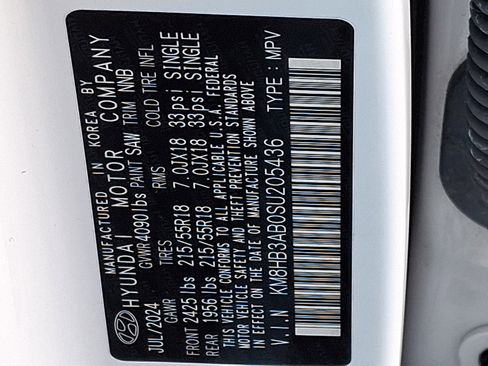 MANUFACTURED IN KOREA BY
HYUNDAI MOTOR COMPANY
GVWR4090lbs PAINT SAW TRIM NNB
JUL/2024 GAWR TIRES RIMS COLD TIRE INFL
FRONT 2425 lbs 215/55R18 7.0JX18 33psi SINGLE
REAR 1956 lbs 215/55R18 7.0JX18 33psi SINGLE
THIS VEHICLE CONFORMS TO ALL APPLICABLE U.S.A. FEDERAL
MOTOR VEHICLE SAFETY AND THEFT PREVENTION STANDARDS
IN EFFECT ON THE DATE OF MANUFACTURE SHOWN ABOVE
V.I.N KM8HB3AB0SU205436 TYPE : MPV